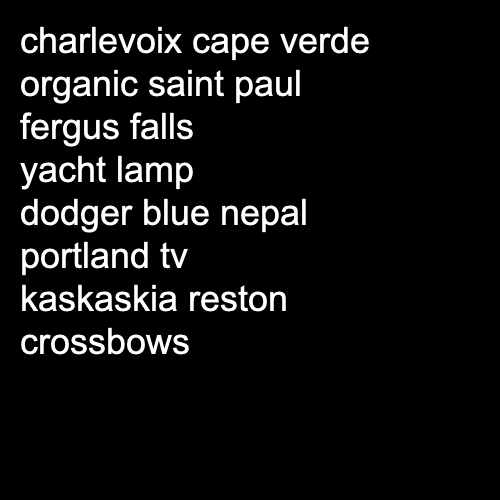 charlevoix cape verde
organic saint paul
fergus falls
yacht lamp
dodger blue nepal
portland tv
kaskaskia reston
crossbows